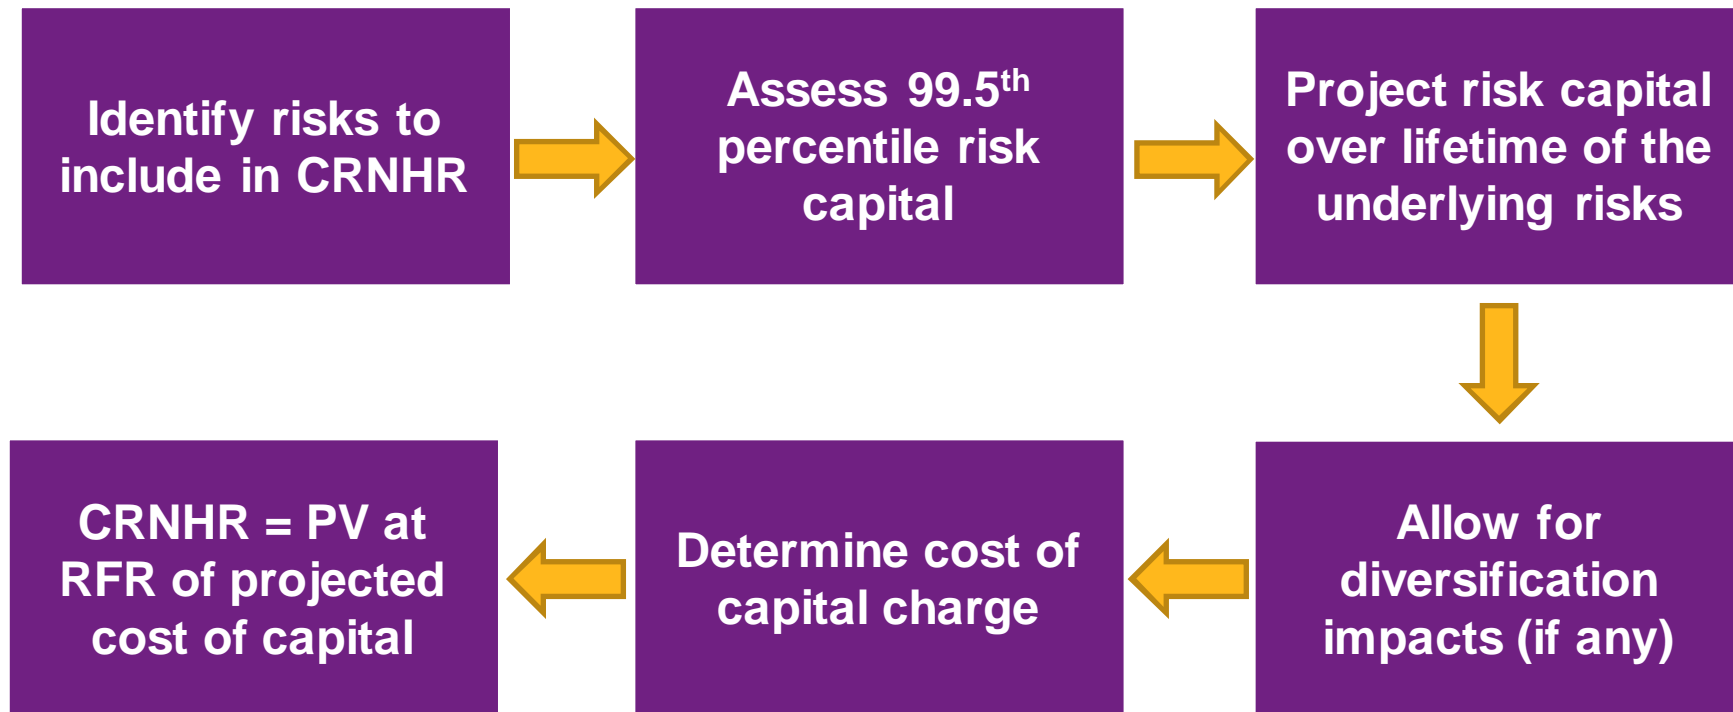 Identify risks to
include in CRNHR
Assess 99.5th
percentile risk
capital
Project risk capital
over lifetime of the
underlying risks
Allow for
diversification
impacts (if any)
Determine cost of
capital charge
CRNHR = PV at
RFR of projected
cost of capital